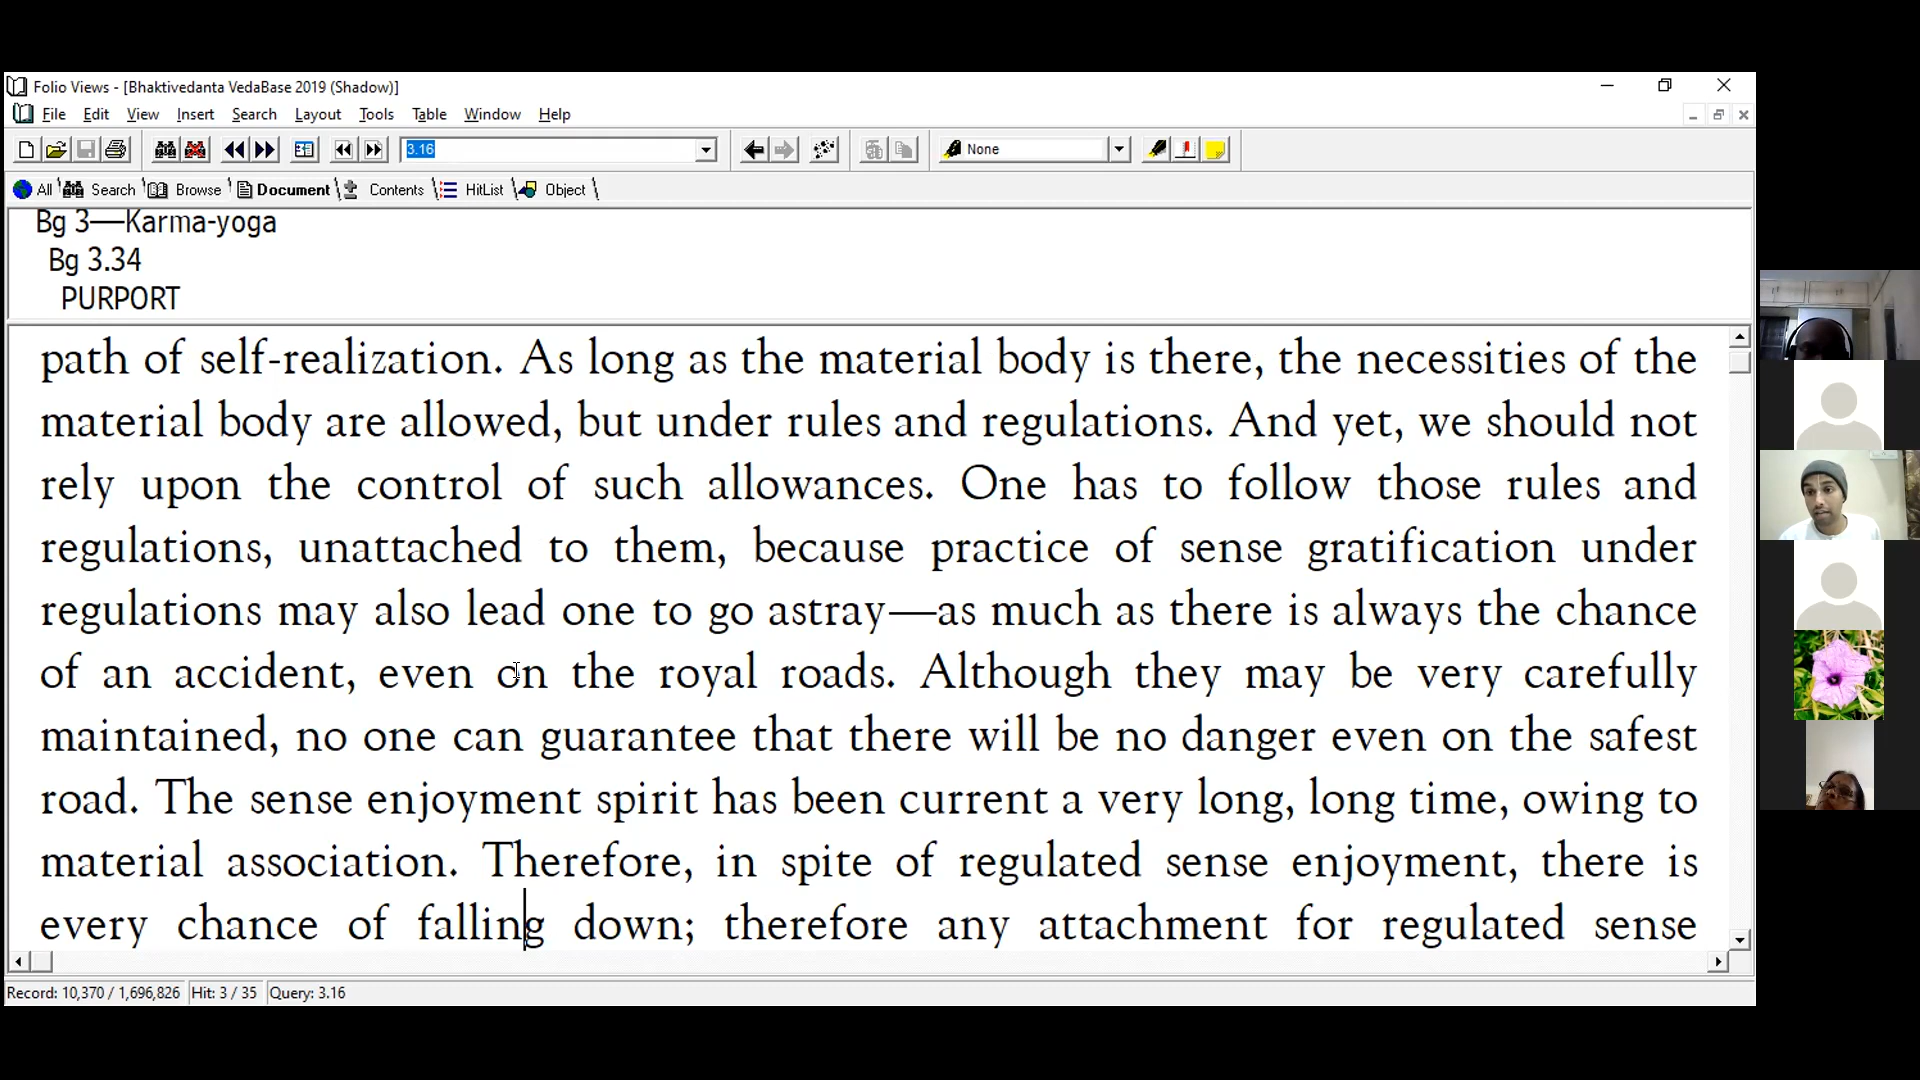 Folio Views - [Bhaktivedanta VedaBase 2019 (Shadow)]
File Edit View Insert Search Layout Tools Table Window Help
3.16 None
All Search Browse Document Contents HitList Object
Bg 3—Karma-yoga
Bg 3.34
PURPORT
path of self-realization. As long as the material body is there, the necessities of the
material body are allowed, but under rules and regulations. And yet, we should not
rely upon the control of such allowances. One has to follow those rules and
regulations, unattached to them, because practice of sense gratification under
regulations may also lead one to go astray—as much as there is always the chance
of an accident, even on the royal roads. Although they may be very carefully
maintained, no one can guarantee that there will be no danger even on the safest
road. The sense enjoyment spirit has been current a very long, long time, owing to
material association. Therefore, in spite of regulated sense enjoyment, there is
every chance of falling down; therefore any attachment for regulated sense
Record: 10,370 / 1,696,826 Hit: 3 / 35 Query: 3.16